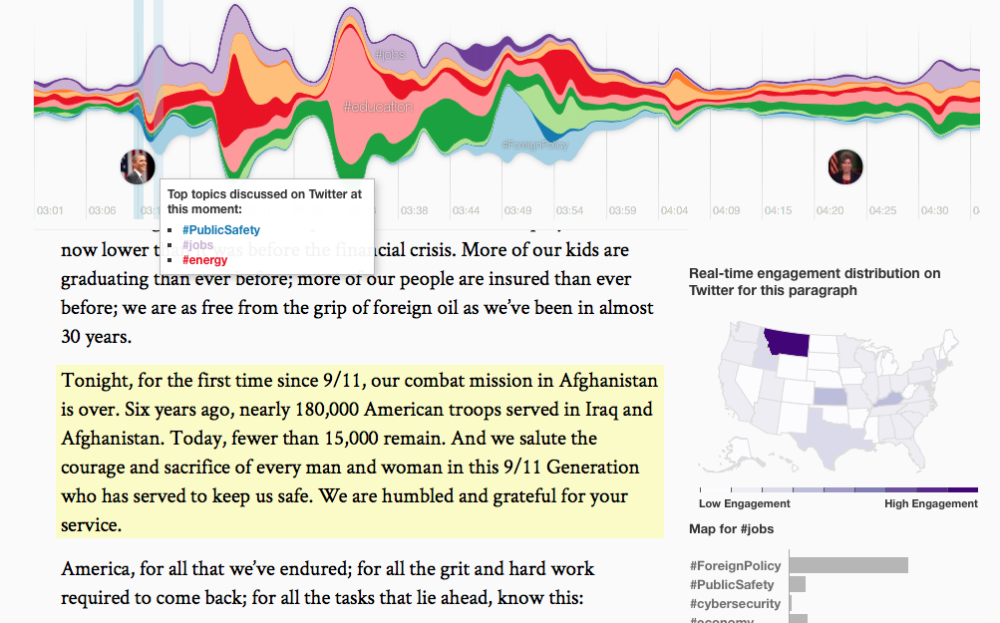 #jobs
#education
#ForeignPolicy
03:01
03:06
03:38
03:44
03:49
03:54
03:59
04:04
04:09
04:15
04:20
04:25
04:30
Top topics discussed on Twitter at
this moment:
#PublicSafety
#jobs
#energy
now lower than was before the financial crisis. More of our kids are
graduating than ever before; more of our people are insured than ever
before; we are as free from the grip of foreign oil as we’ve been in almost
30 years.
Tonight, for the first time since 9/11, our combat mission in Afghanistan
is over. Six years ago, nearly 180,000 American troops served in Iraq and
Afghanistan. Today, fewer than 15,000 remain. And we salute the
courage and sacrifice of every man and woman in this 9/11 Generation
who has served to keep us safe. We are humbled and grateful for your
service.
America, for all that we’ve endured; for all the grit and hard work
required to come back; for all the tasks that lie ahead, know this:
Real-time engagement distribution on
Twitter for this paragraph
Low Engagement
High Engagement
Map for #jobs
#ForeignPolicy
#PublicSafety
#cybersecurity
#economy